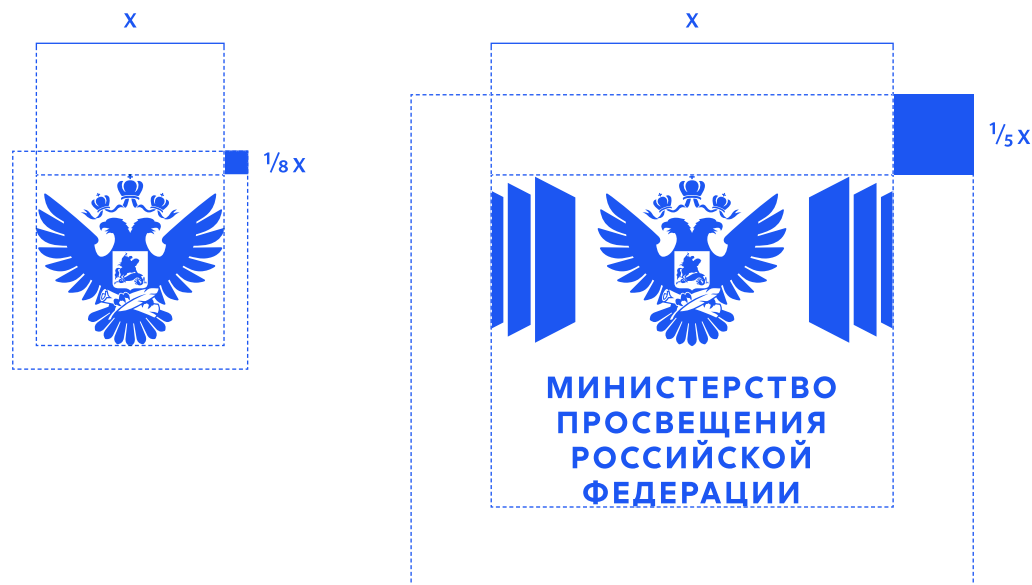 X
X
1/8 X
1/5 X
МИНИСТЕРСТВО
ПРОСВЕЩЕНИЯ
РОССИЙСКОЙ
ФЕДЕРАЦИИ